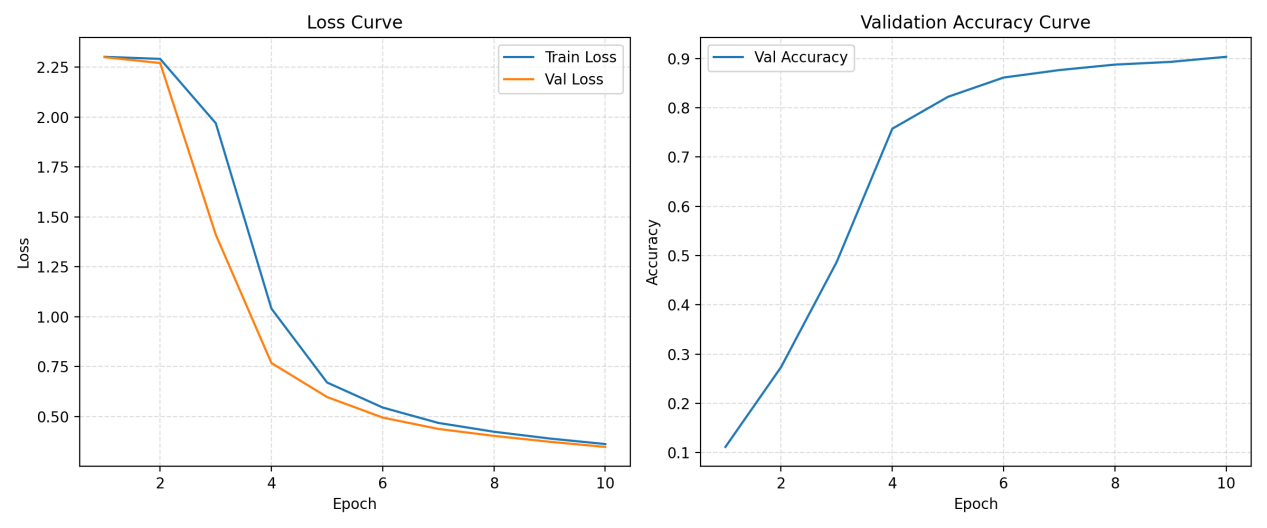 Loss Curve
Train Loss
Val Loss
2.25
2.00
1.75
1.50
1.25
1.00
0.75
0.50
Loss
2 4 6 8 10
Epoch
Validation Accuracy Curve
Val Accuracy
0.9
0.8
0.7
0.6
0.5
0.4
0.3
0.2
0.1
Accuracy
2 4 6 8 10
Epoch